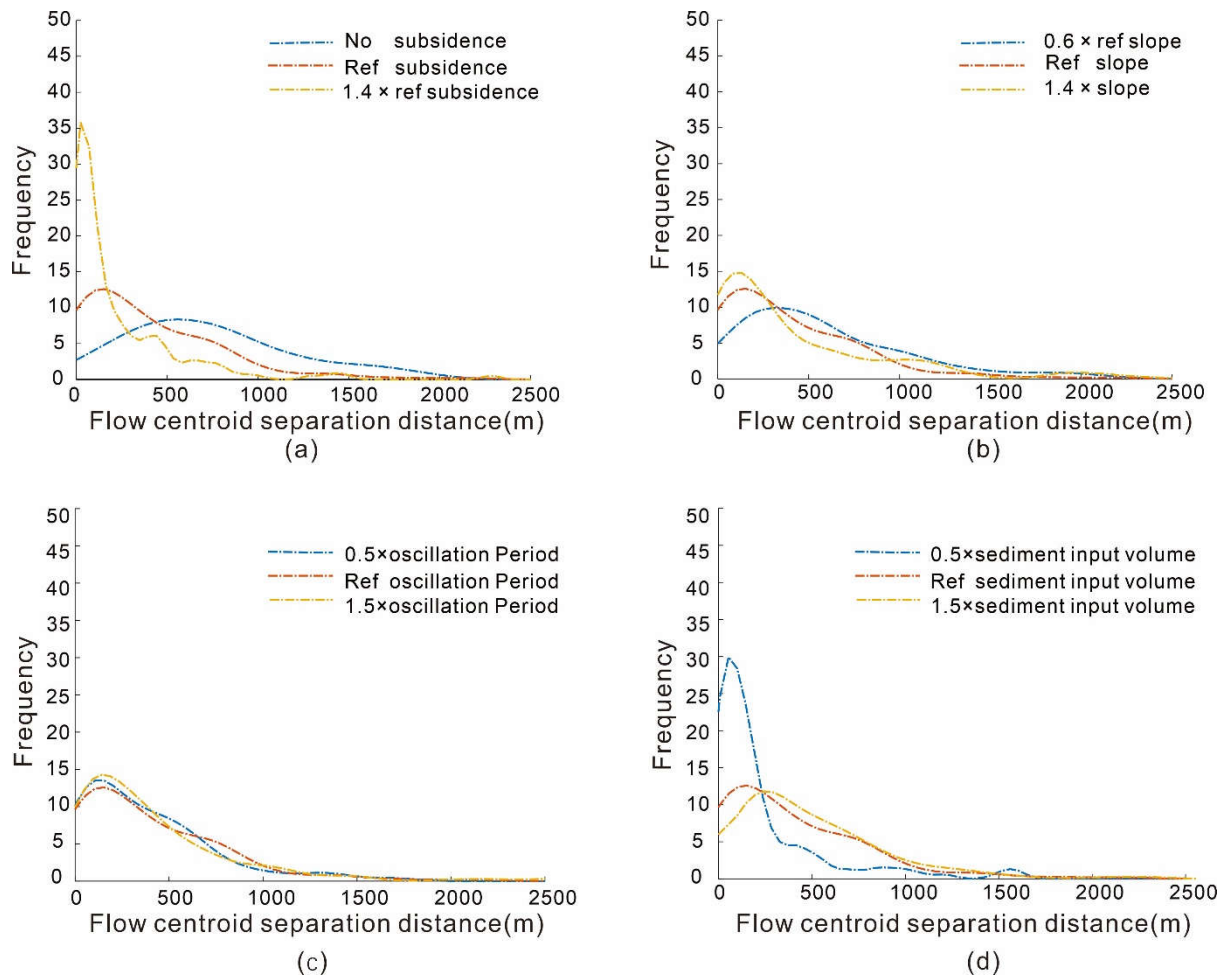 50
45
40
35
30
25
20
15
10
5
0
Frequency
No subsidence
Ref subsidence
1.4 × ref subsidence
0 500 1000 1500 2000 2500
Flow centroid separation distance(m)
(a)
50
45
40
35
30
25
20
15
10
5
0
Frequency
0.6 × ref slope
Ref slope
1.4 × slope
0 500 1000 1500 2000 2500
Flow centroid separation distance(m)
(b)
50
45
40
35
30
25
20
15
10
5
0
Frequency
0.5×oscillation Period
Ref oscillation Period
1.5×oscillation Period
0 500 1000 1500 2000 2500
Flow centroid separation distance(m)
(c)
50
45
40
35
30
25
20
15
10
5
0
Frequency
0.5×sediment input volume
Ref sediment input volume
1.5×sediment input volume
0 500 1000 1500 2000 2500
Flow centroid separation distance(m)
(d)